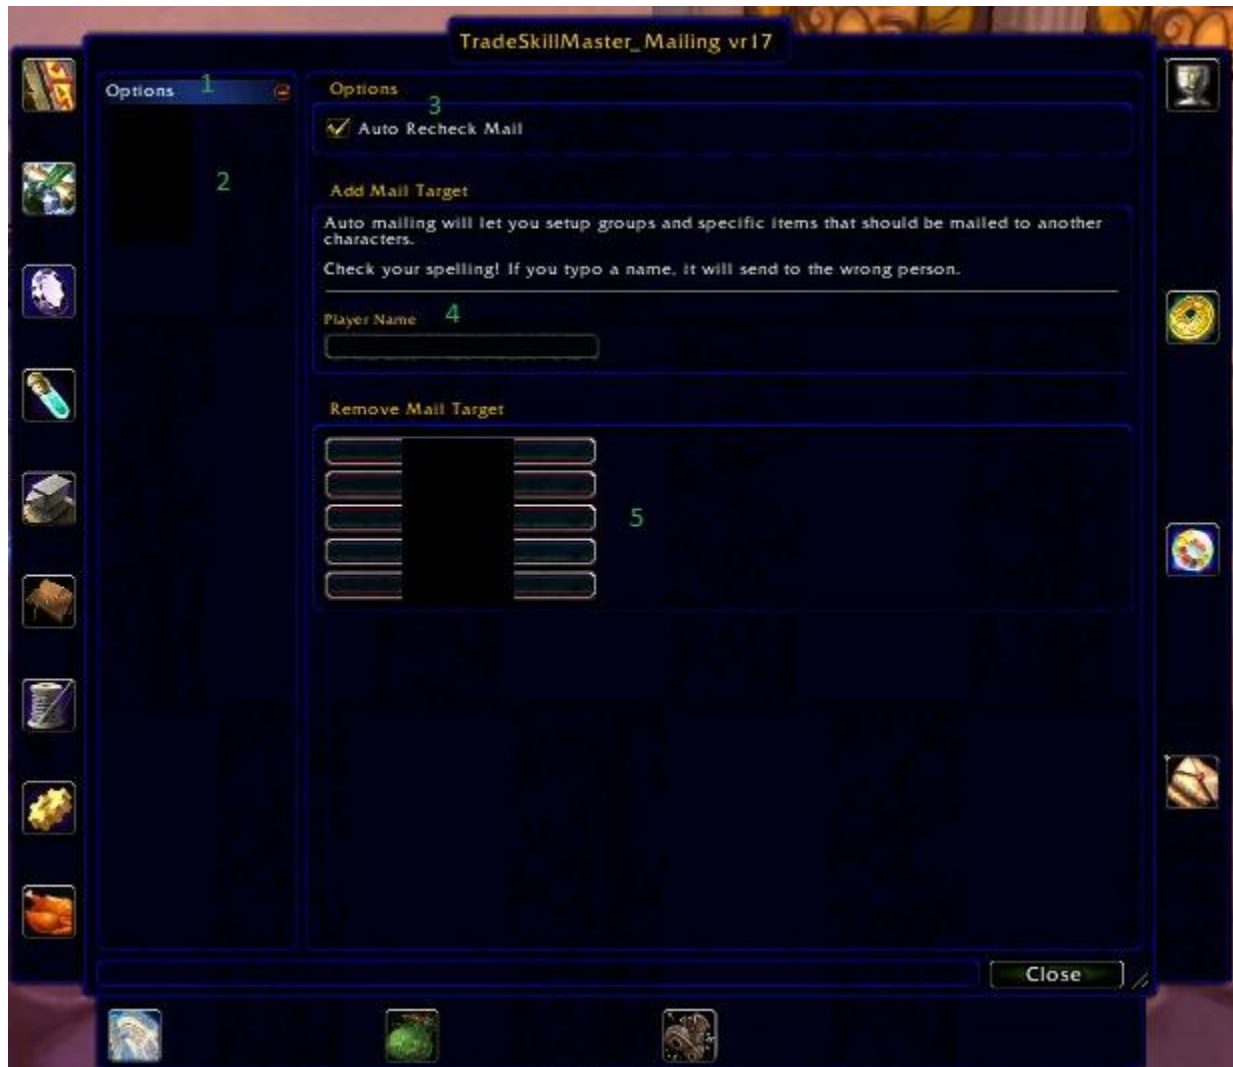 TradeSkillMaster_Mailing vr17
Options 1
2
Options
3
Auto Recheck Mail
Add Mail Target
Auto mailing will let you setup groups and specific items that should be mailed to another
characters.
Check your spelling! If you typo a name, it will send to the wrong person.
Player Name 4
Remove Mail Target
5
Close